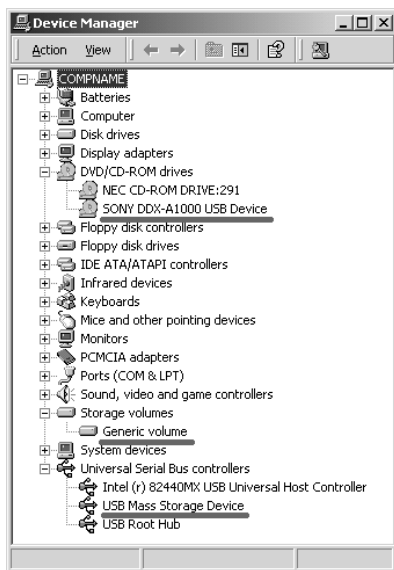 Device Manager
Action View
COMPNAME
Batteries
Computer
Disk drives
Display adapters
DVD/CD-ROM drives
NEC CD-ROM DRIVE:291
SONY DDX-A1000 USB Device
Floppy disk controllers
Floppy disk drives
IDE ATA/ATAPI controllers
Infrared devices
Keyboards
Mice and other pointing devices
Monitors
PCMCIA adapters
Ports (COM & LPT)
Sound, video and game controllers
Storage volumes
Generic volume
System devices
Universal Serial Bus controllers
Intel (r) 82440MX USB Universal Host Controller
USB Mass Storage Device
USB Root Hub